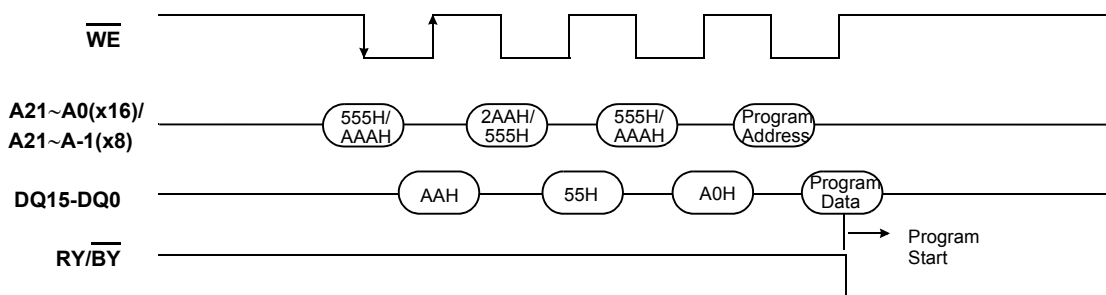 WE
A21~A0(x16)/
A21~A-1(x8)
555H/
AAAH
2AAH/
555H
555H/
AAAH
Program
Address
DQ15-DQ0
AAH
55H
A0H
Program
Data
RY/BY
Program
Start